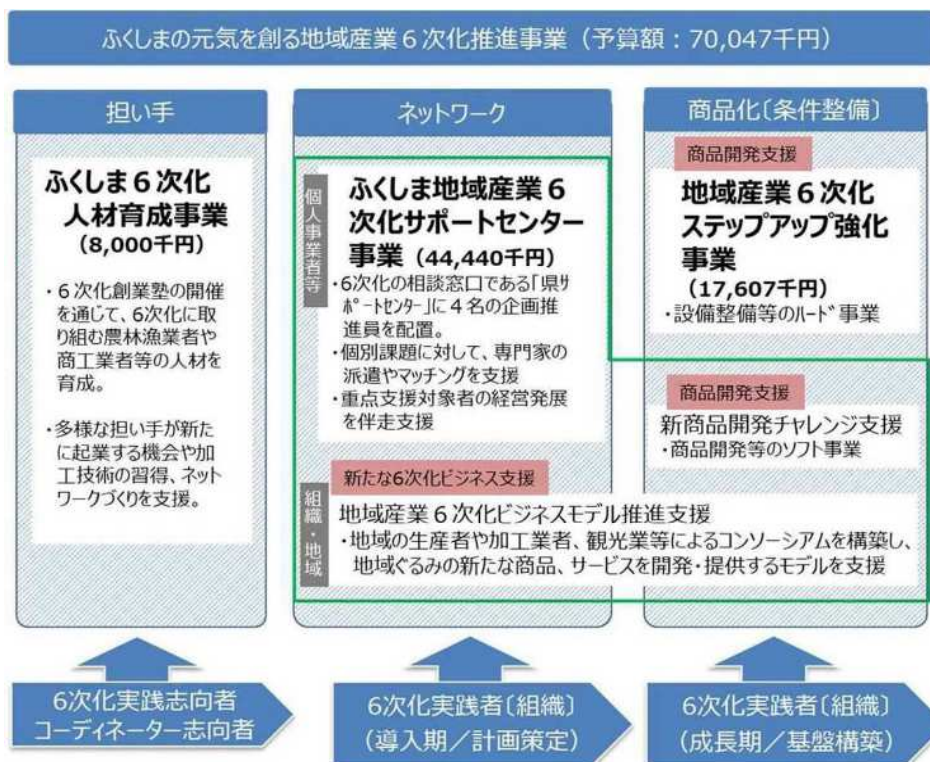 ふくしまの元気を創る地域産業６次化推進事業（予算額：70,047千円）
担い手
ふくしま６次化
人材育成事業
(8,000千円)
・６次化創業塾の開催
を通じて、6次化に取
り組む農林漁業者や
商工業者等の人材を
育成。
・多様な担い手が新た
に起業する機会や加
工技術の習得、ネット
ワークづくりを支援。
ネットワーク
個人事業者等
ふくしま地域産業６
次化サポートセンター
事業（44,440千円）
・6次化の相談窓口である「県ｻ
ﾎﾟｰﾄｾﾝﾀｰ」に４名の企画推
進員を配置。
・個別課題に対して、専門家の
派遣やマッチングを支援
・重点支援対象者の経営発展
を伴走支援
商品化〔条件整備〕
商品開発支援
地域産業６次化
ステップアップ強化
事業
(17,607千円)
・設備整備等のﾊｰﾄﾞ事業
商品開発支援
新商品開発チャレンジ支援
・商品開発等のソフト事業
組織・地域
新たな6次化ビジネス支援
地域産業６次化ビジネスモデル推進支援
・地域の生産者や加工業者、観光業等によるコンソーシアムを構築し、
地域ぐるみの新たな商品、サービスを開発・提供するモデルを支援
6次化実践志向者
コーディネーター志向者
6次化実践者〔組織〕
（導入期／計画策定）
6次化実践者〔組織〕
（成長期／基盤構築）